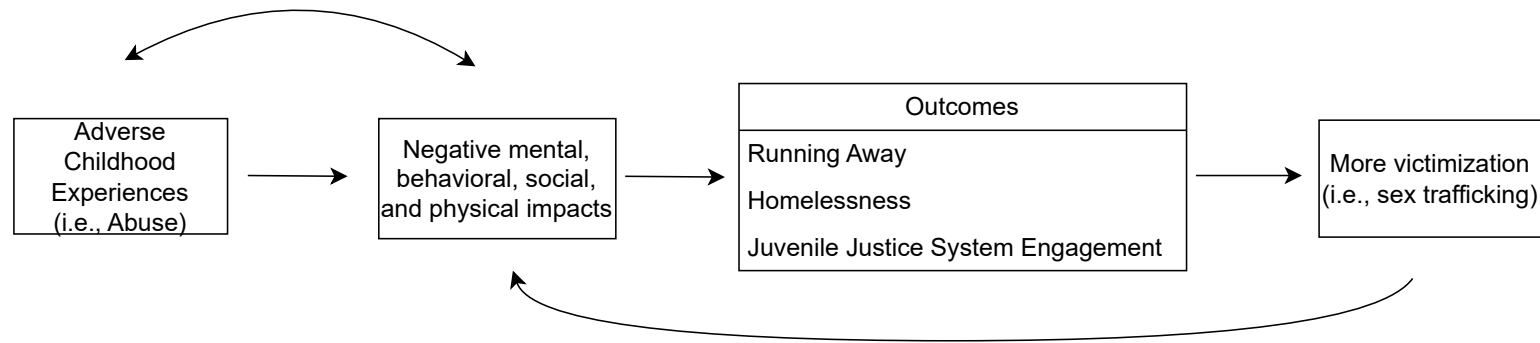 Adverse
Childhood
Experiences
(i.e., Abuse)
Negative mental,
behavioral, social,
and physical impacts
Outcomes
Running Away
Homelessness
Juvenile Justice System Engagement
More victimization
(i.e., sex trafficking)